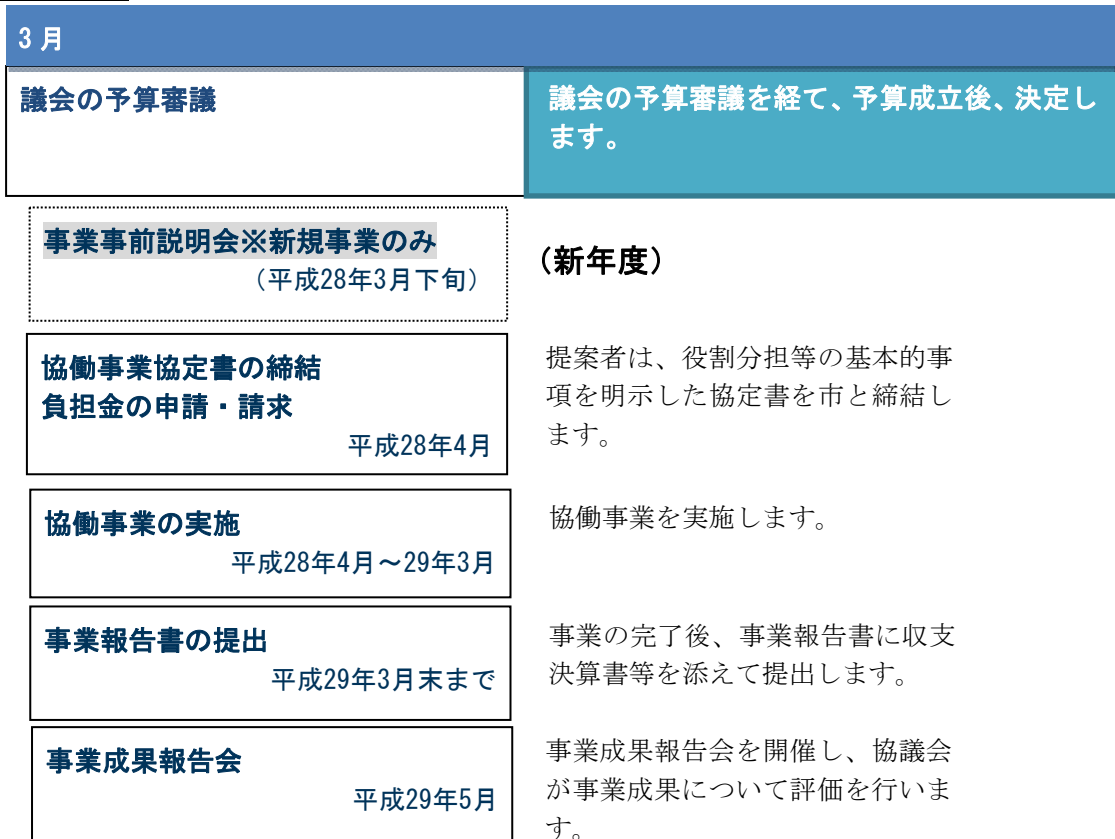 3月
議会の予算審議
議会の予算審議を経て、予算成立後、決定し
ます。
事業事前説明会※新規事業のみ
（平成28年3月下旬）
（新年度）
協働事業協定書の締結
負担金の申請・請求
平成28年4月
提案者は、役割分担等の基本的事
項を明示した協定書を市と締結し
ます。
協働事業の実施
平成28年4月～29年3月
協働事業を実施します。
事業報告書の提出
平成29年3月末まで
事業の完了後、事業報告書に収支
決算書等を添えて提出します。
事業成果報告会
平成29年5月
事業成果報告会を開催し、協議会
が事業成果について評価を行いま
す。